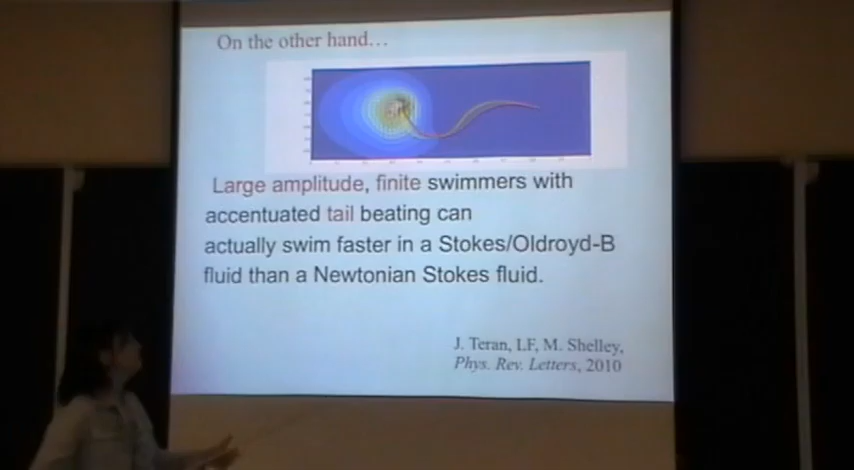 On the other hand…
Large amplitude, finite swimmers with
accentuated tail beating can
actually swim faster in a Stokes/Oldroyd-B
fluid than a Newtonian Stokes fluid.
J. Teran, LF, M. Shelley,
Phys. Rev. Letters, 2010